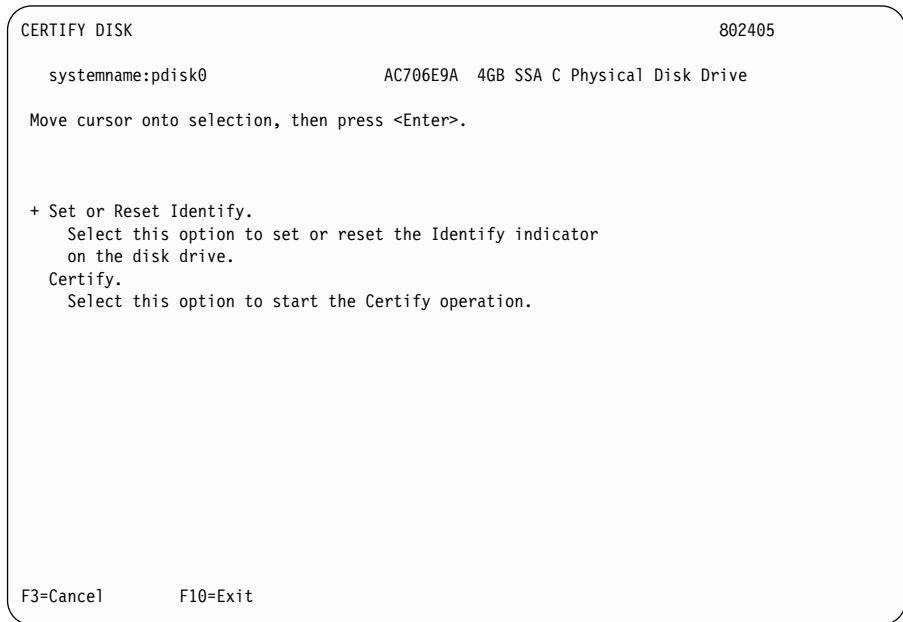 CERTIFY DISK 802405
systemname:pdisk0 AC706E9A 4GB SSA C Physical Disk Drive
Move cursor onto selection, then press <Enter>.
+ Set or Reset Identify.
Select this option to set or reset the Identify indicator
on the disk drive.
Certify.
Select this option to start the Certify operation.
F3=Cancel F10=Exit